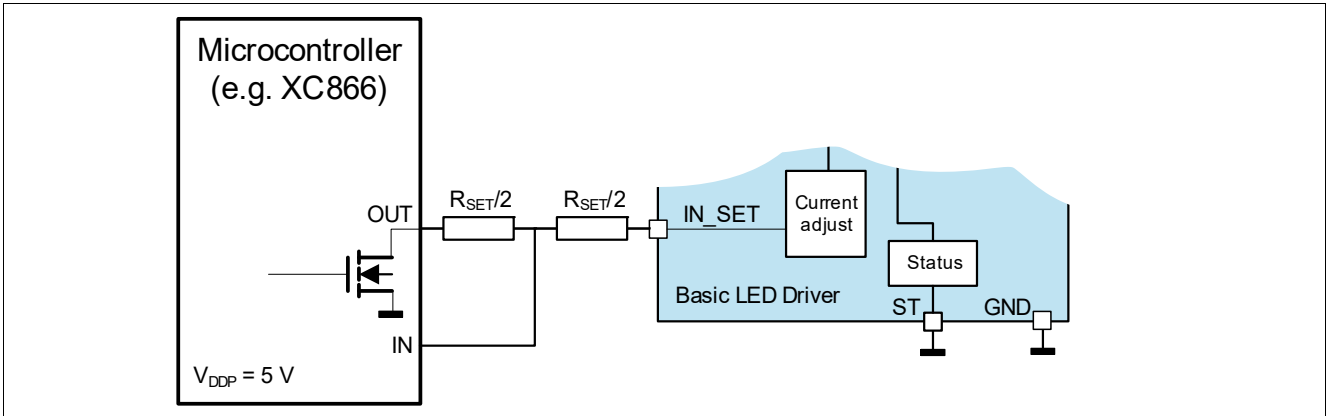 Microcontroller
(e.g. XC866)
OUT
R_SET/2
R_SET/2
IN_SET
Current
adjust
Status
Basic LED Driver
ST
GND
IN
V_DDP = 5 V